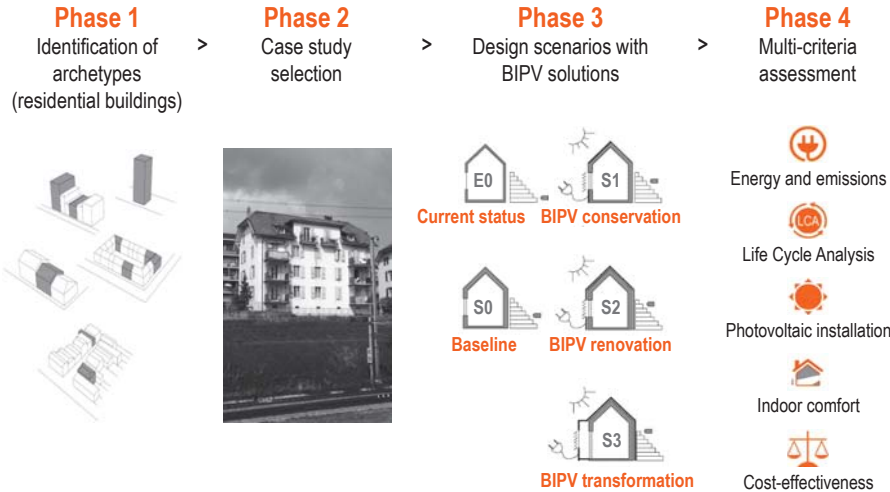 Phase 1
Identification of
archetypes
(residential buildings)
>
Phase 2
Case study
selection
>
Phase 3
Design scenarios with
BIPV solutions
>
Phase 4
Multi-criteria
assessment
E0
Current status
S1
BIPV conservation
S0
Baseline
S2
BIPV renovation
S3
BIPV transformation
Energy and emissions
LCA
Life Cycle Analysis
Photovoltaic installation
Indoor comfort
Cost-effectiveness